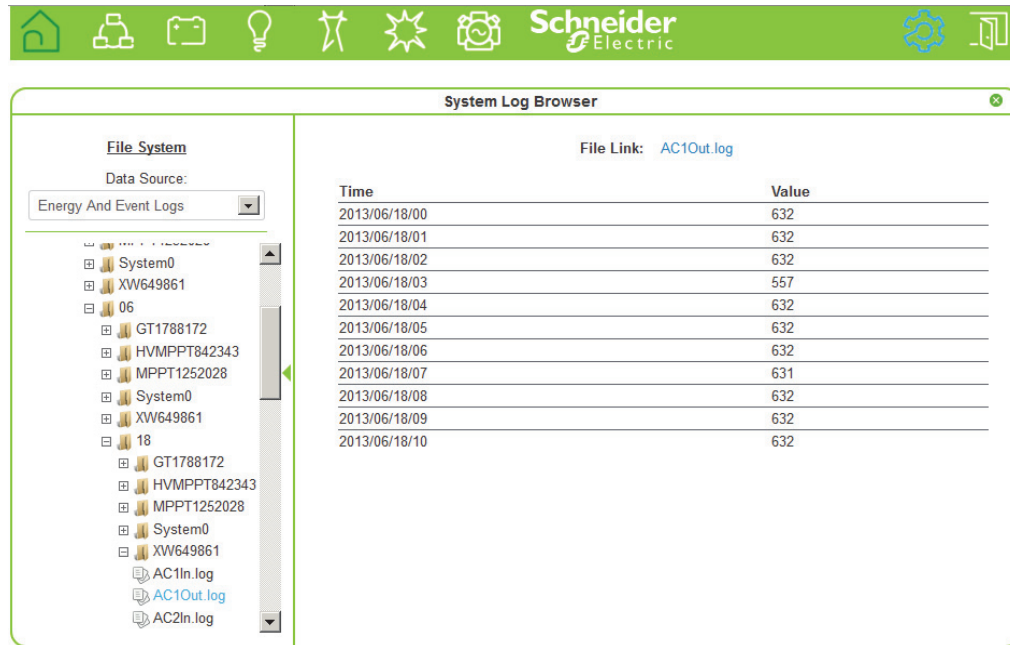 Schneider
Electric
System Log Browser
File System
Data Source:
Energy And Event Logs
System0
XW649861
06
GT1788172
HVMPPT842343
MPPT1252028
System0
XW649861
18
GT1788172
HVMPPT842343
MPPT1252028
System0
XW649861
AC1In.log
AC1Out.log
AC2In.log
File Link: AC1Out.log
Time Value
2013/06/18/00 632
2013/06/18/01 632
2013/06/18/02 632
2013/06/18/03 557
2013/06/18/04 632
2013/06/18/05 632
2013/06/18/06 632
2013/06/18/07 631
2013/06/18/08 632
2013/06/18/09 632
2013/06/18/10 632